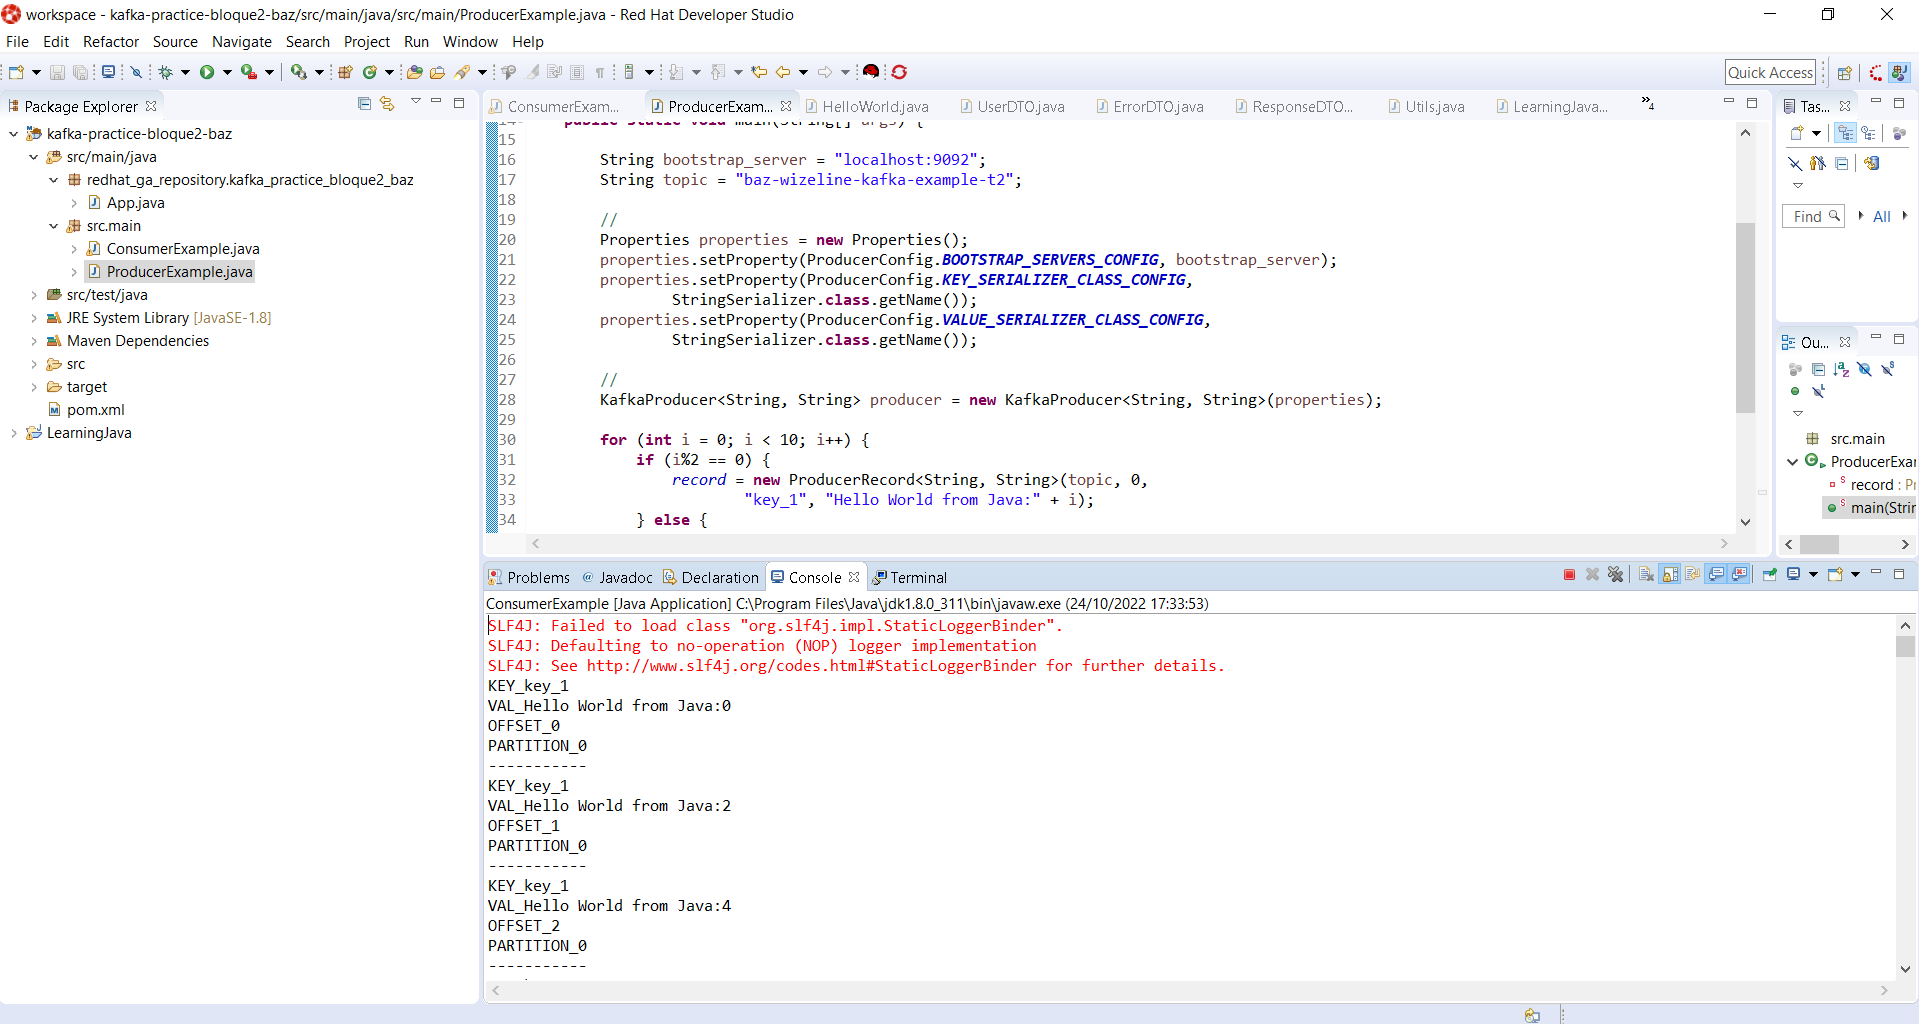 workspace - kafka-practice-bloque2-baz/src/main/java/src/main/ProducerExample.java - Red Hat Developer Studio
File Edit Refactor Source Navigate Search Project Run Window Help
Quick Access
Package Explorer
kafka-practice-bloque2-baz
src/main/java
redhat_ga_repository.kafka_practice_bloque2_baz
App.java
src.main
ConsumerExample.java
ProducerExample.java
src/test/java
JRE System Library [JavaSE-1.8]
Maven Dependencies
src
target
pom.xml
LearningJava
ConsumerExam... ProducerExam... HelloWorld.java UserDTO.java ErrorDTO.java ResponseDTO... Utils.java LearningJava... »4
14 public static void main(String[] args) {
15
16 String bootstrap_server = "localhost:9092";
17 String topic = "baz-wizeline-kafka-example-t2";
18
19 //
20 Properties properties = new Properties();
21 properties.setProperty(ProducerConfig.BOOTSTRAP_SERVERS_CONFIG, bootstrap_server);
22 properties.setProperty(ProducerConfig.KEY_SERIALIZER_CLASS_CONFIG,
23 StringSerializer.class.getName());
24 properties.setProperty(ProducerConfig.VALUE_SERIALIZER_CLASS_CONFIG,
25 StringSerializer.class.getName());
26
27 //
28 KafkaProducer<String, String> producer = new KafkaProducer<String, String>(properties);
29
30 for (int i = 0; i < 10; i++) {
31 if (i%2 == 0) {
32 record = new ProducerRecord<String, String>(topic, 0,
33 "key_1", "Hello World from Java:" + i);
34 } else {
Tas...
Find All
Ou...
src.main
ProducerExa
record : Pr
main(Strin
Problems @ Javadoc Declaration Console Terminal
ConsumerExample [Java Application] C:\Program Files\Java\jdk1.8.0_311\bin\javaw.exe (24/10/2022 17:33:53)
SLF4J: Failed to load class "org.slf4j.impl.StaticLoggerBinder".
SLF4J: Defaulting to no-operation (NOP) logger implementation
SLF4J: See http://www.slf4j.org/codes.html#StaticLoggerBinder for further details.
KEY_key_1
VAL_Hello World from Java:0
OFFSET_0
PARTITION_0
-----------
KEY_key_1
VAL_Hello World from Java:2
OFFSET_1
PARTITION_0
-----------
KEY_key_1
VAL_Hello World from Java:4
OFFSET_2
PARTITION_0
-----------